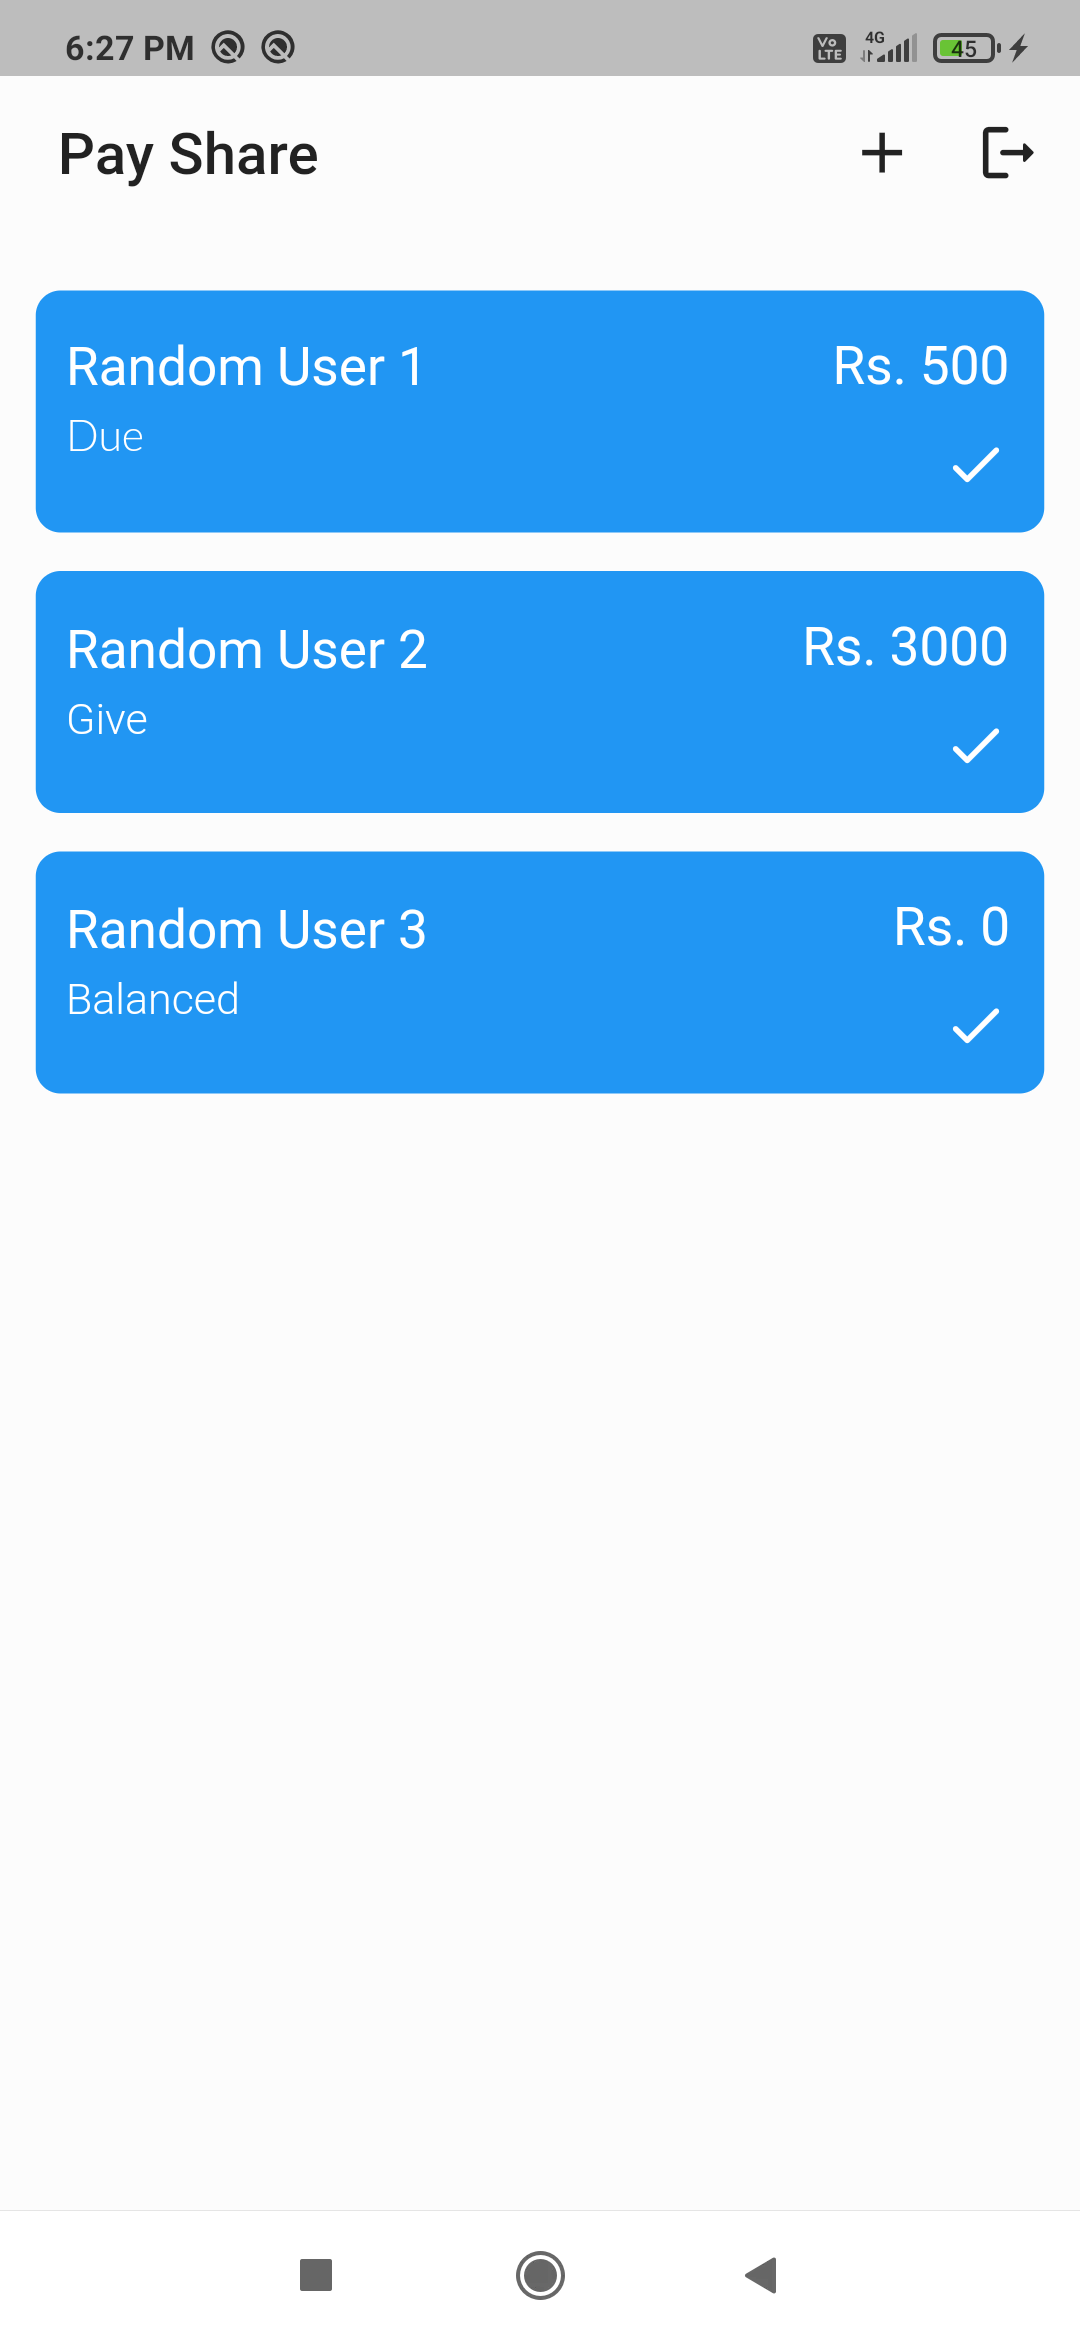 6:27 PM
Vo LTE 4G 45
Pay Share
Random User 1
Rs. 500
Due
Random User 2
Rs. 3000
Give
Random User 3
Rs. 0
Balanced